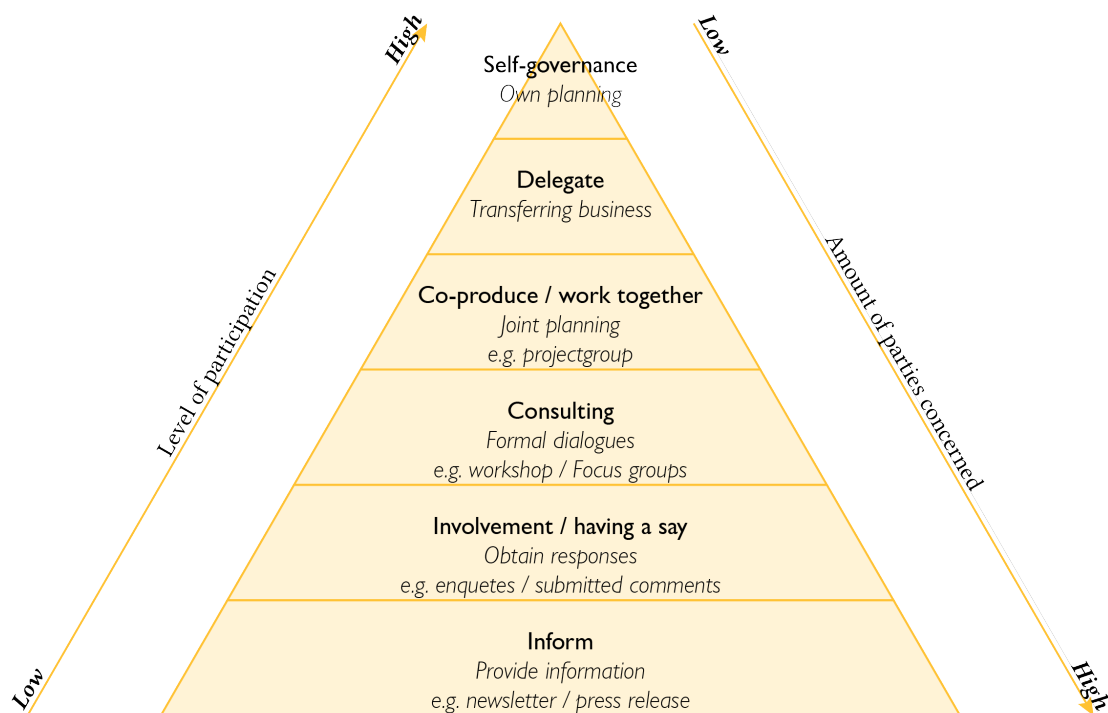 High
Low
Self-governance
Own planning
Delegate
Transferring business
Co-produce / work together
Joint planning
e.g. projectgroup
Level of participation
Amount of parties concerned
Consulting
Formal dialogues
e.g. workshop / Focus groups
Involvement / having a say
Obtain responses
e.g. enquetes / submitted comments
Inform
Provide information
e.g. newsletter / press release
Low
High